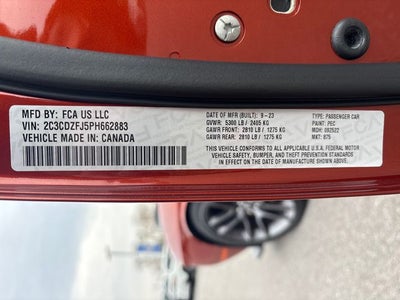 MFD BY: FCA US LLC
VIN: 2C3CDZFJ5PH662883
VEHICLE MADE IN: CANADA
DATE OF MFR (BUILT): 9-23
GVWR: 5300 LB / 2405 KG
GAWR FRONT: 2810 LB / 1275 KG
GAWR REAR: 2810 LB / 1275 KG
TYPE: PASSENGER CAR
PAINT: PEC
MDH: 092522
MKT: 875
THIS VEHICLE CONFORMS TO ALL APPLICABLE U.S.A. FEDERAL MOTOR
VEHICLE SAFETY, BUMPER, AND THEFT PREVENTION STANDARDS
IN EFFECT ON THE DATE OF MANUFACTURE SHOWN ABOVE.